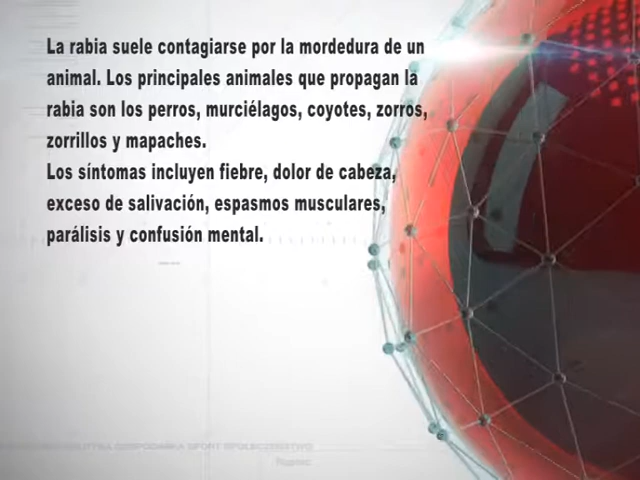 La rabia suele contagiarse por la mordedura de un
animal. Los principales animales que propagan la
rabia son los perros, murciélagos, coyotes, zorros,
zorrillos y mapaches.
Los síntomas incluyen fiebre, dolor de cabeza,
exceso de salivación, espasmos musculares,
parálisis y confusión mental.